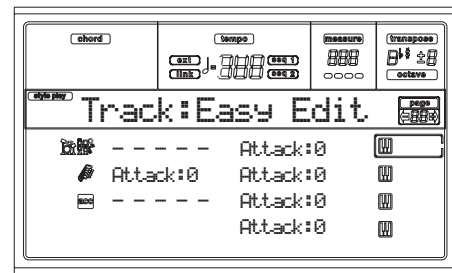 chord tempo measure transpose
ext seq 1
link seq 2
octave
style play Track:Easy Edit page
- - - - - Attack:0
Attack:0 Attack:0
acc - - - - - Attack:0
Attack:0